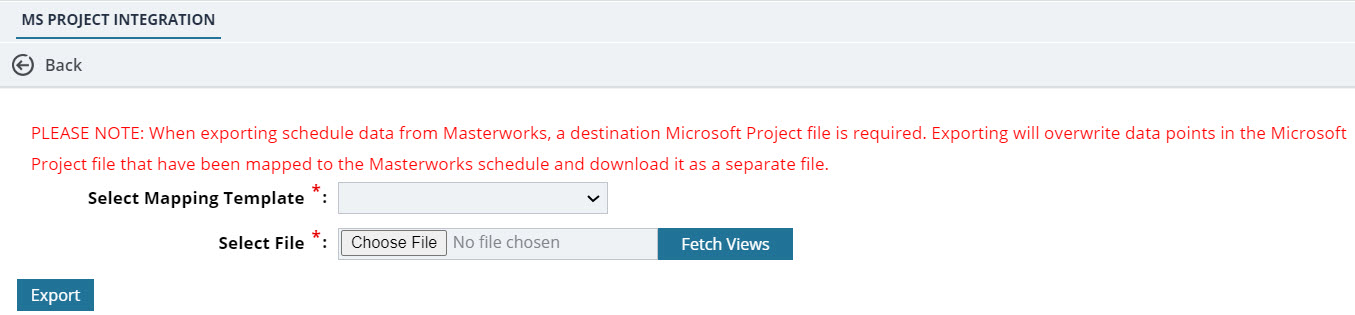 MS PROJECT INTEGRATION
Back
PLEASE NOTE: When exporting schedule data from Masterworks, a destination Microsoft Project file is required. Exporting will overwrite data points in the Microsoft
Project file that have been mapped to the Masterworks schedule and download it as a separate file.
Select Mapping Template *:
Select File *: Choose File No file chosen Fetch Views
Export